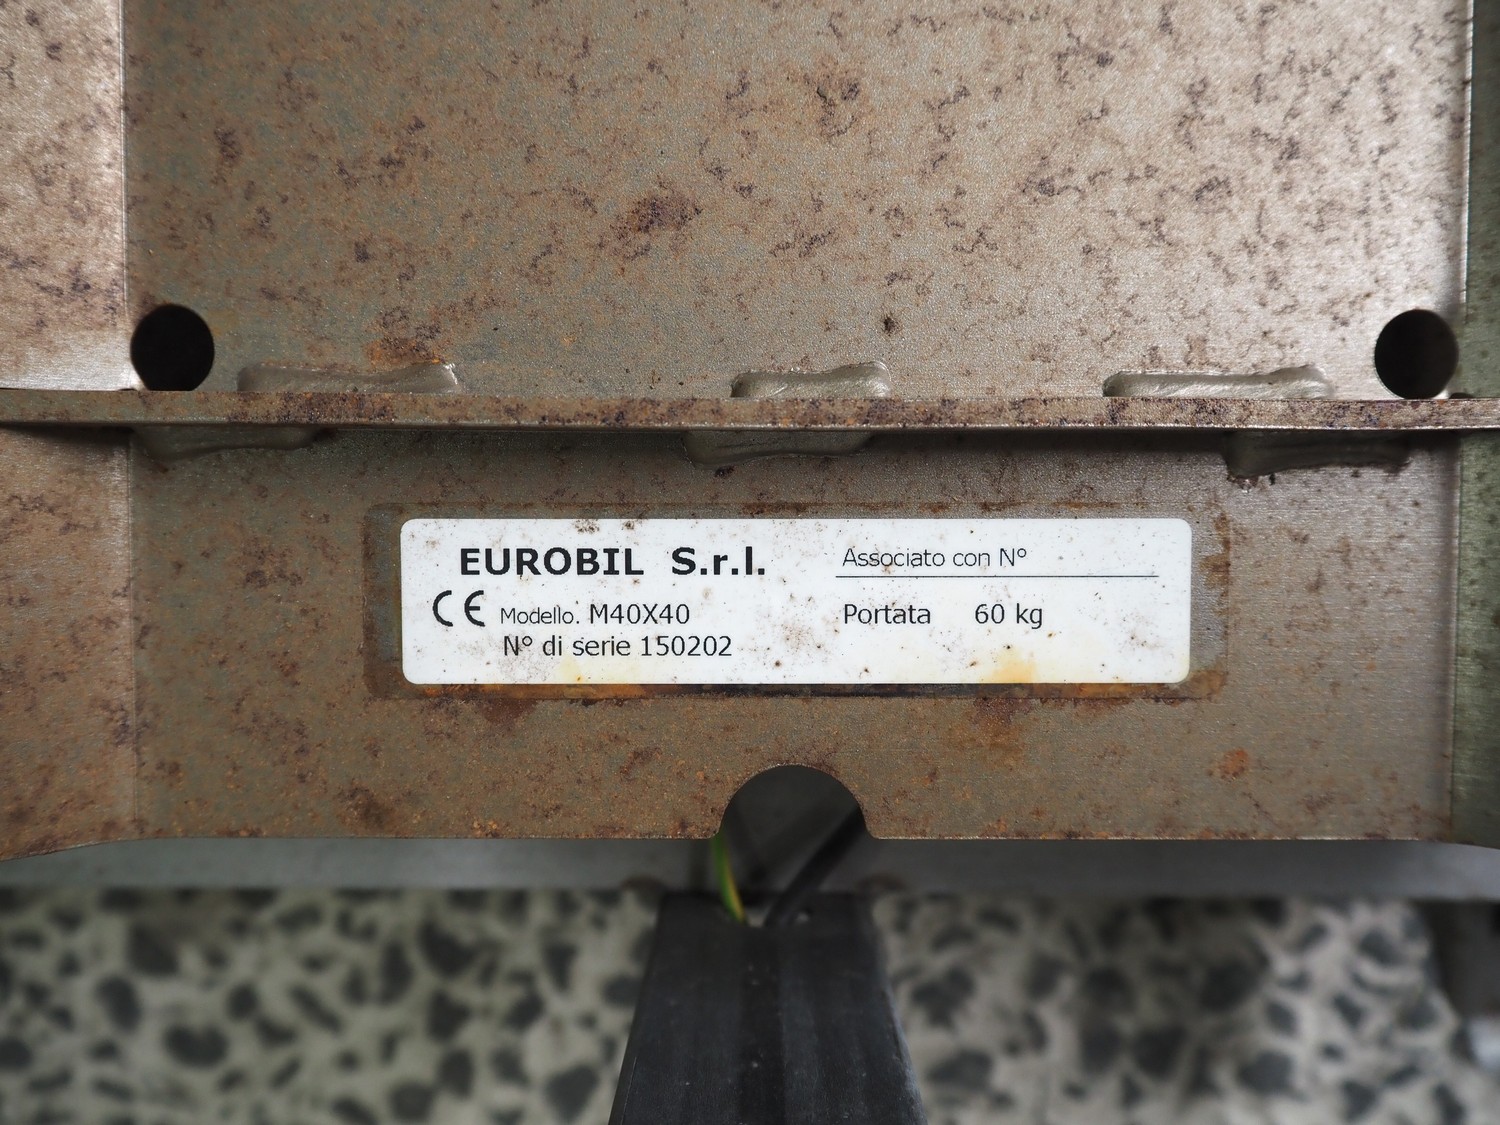 EUROBIL S.r.l.
CE Modello. M40X40
N° di serie 150202
Associato con N°
Portata 60 kg